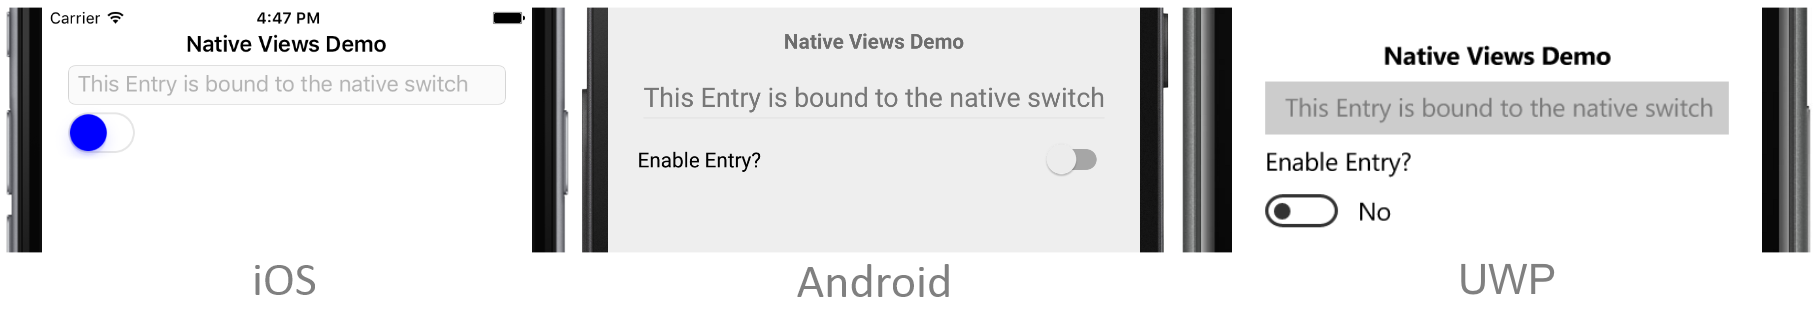 Carrier 4:47 PM
Native Views Demo
This Entry is bound to the native switch
iOS
Native Views Demo
This Entry is bound to the native switch
Enable Entry?
Android
Native Views Demo
This Entry is bound to the native switch
Enable Entry?
No
UWP